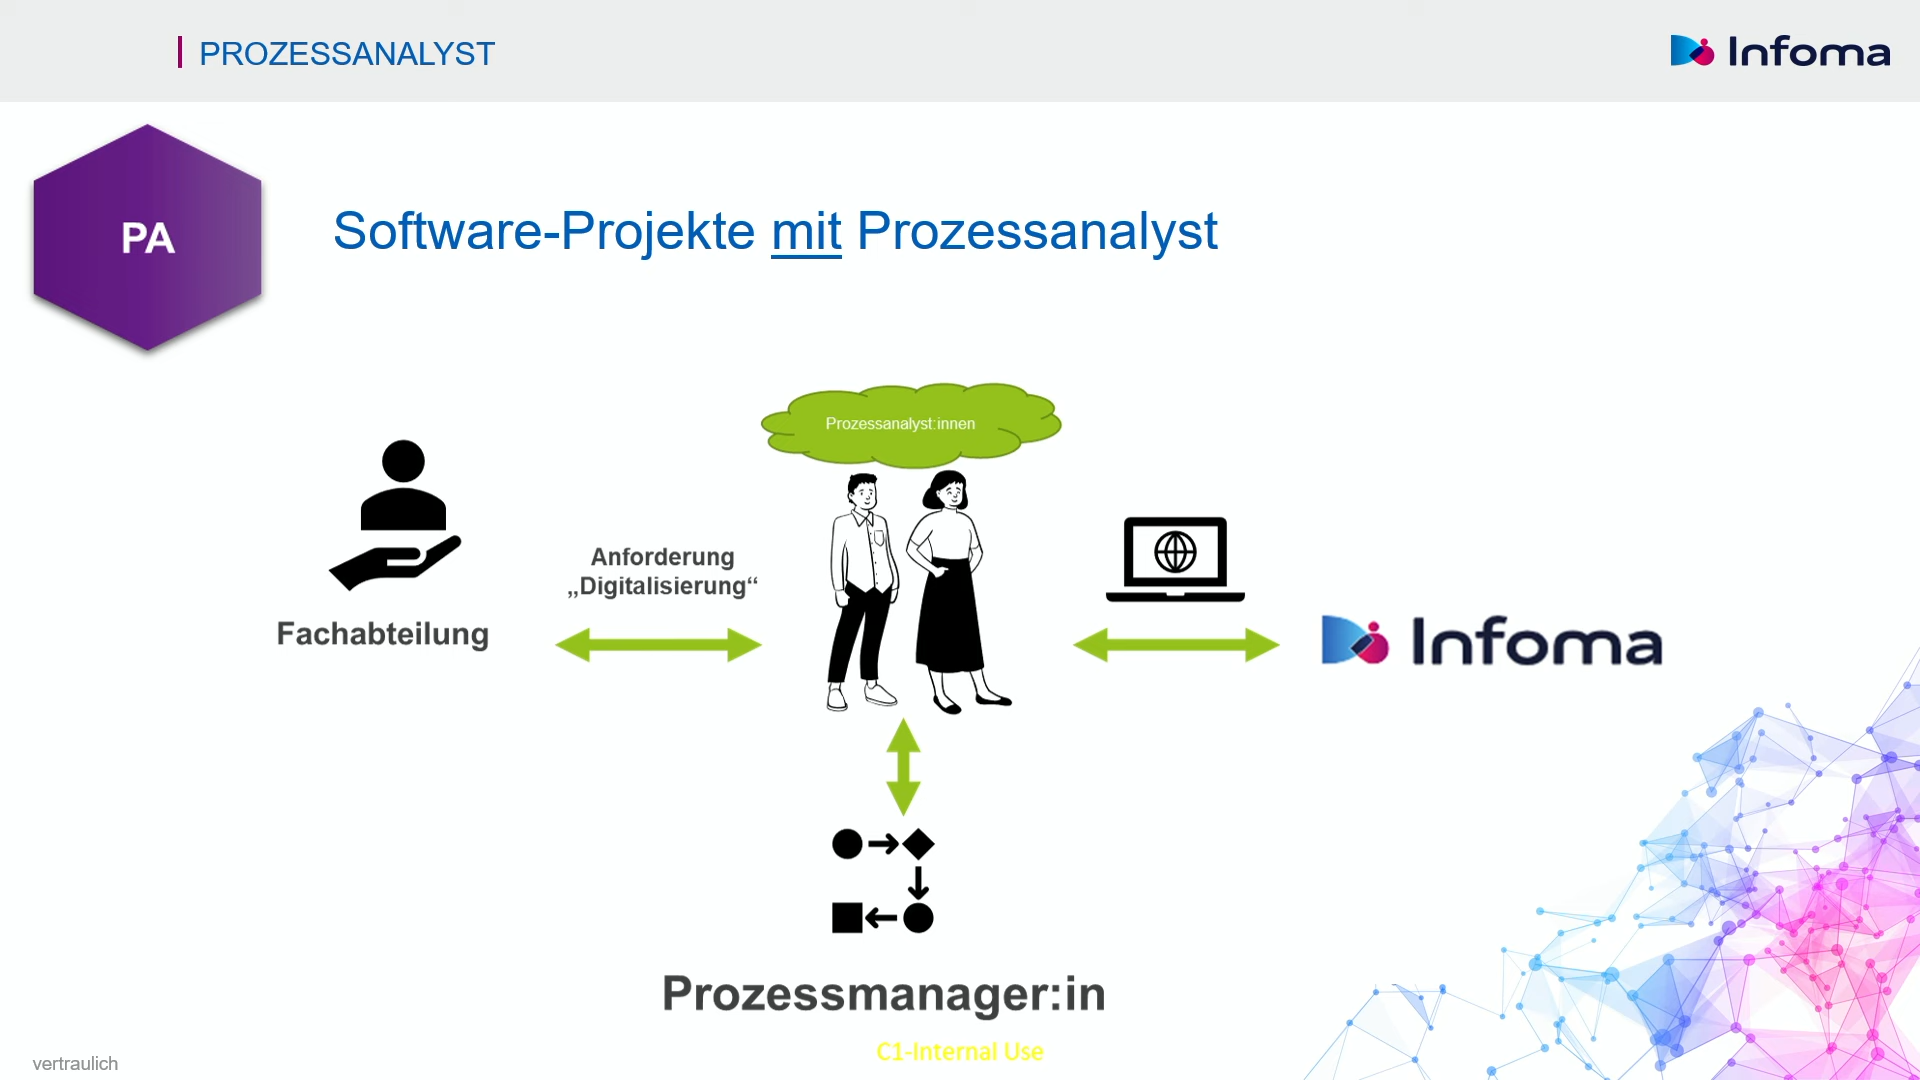 PROZESSANALYST
Infoma
PA
Software-Projekte mit Prozessanalyst
Prozessanalyst:innen
Anforderung
„Digitalisierung“
Fachabteilung
Infoma
Prozessmanager:in
C1-Internal Use
vertraulich